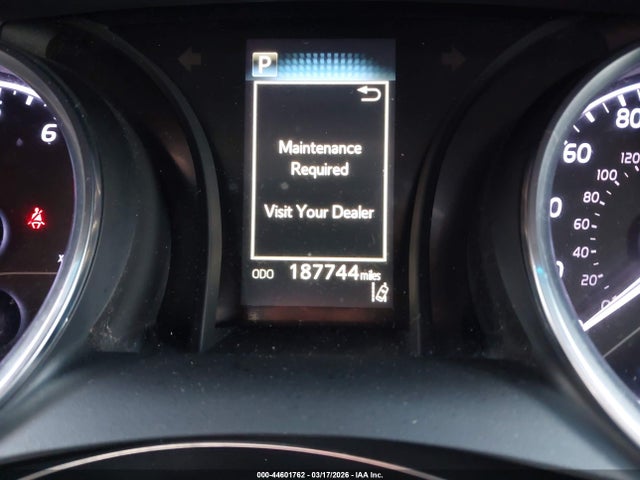 P
Maintenance
Required
Visit Your Dealer
ODO 187744 miles
6
80
60
120
100
80
60
40
20
000-44601762 | 03/17/2026 | IAA Inc.